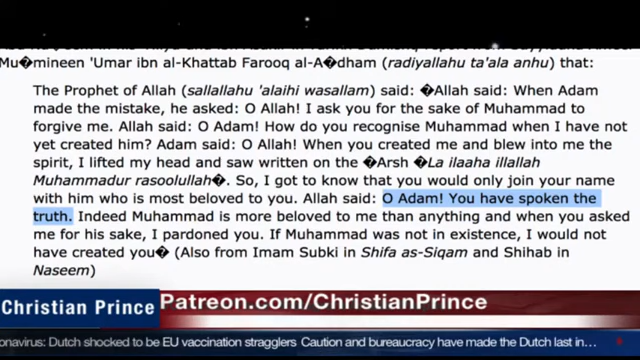 Mu�mineen 'Umar ibn al-Khattab Farooq al-A�dham (radiyallahu ta'ala anhu) that:
The Prophet of Allah (sallallahu 'alaihi wasallam) said: �Allah said: When Adam
made the mistake, he asked: O Allah! I ask you for the sake of Muhammad to
forgive me. Allah said: O Adam! How do you recognise Muhammad when I have not
yet created him? Adam said: O Allah! When you created me and blew into me the
spirit, I lifted my head and saw written on the �Arsh �La ilaaha illallah
Muhammadur rasoolullah�. So, I got to know that you would only join your name
with him who is most beloved to you. Allah said: O Adam! You have spoken the
truth. Indeed Muhammad is more beloved to me than anything and when you asked
me for his sake, I pardoned you. If Muhammad was not in existence, I would not
have created you� (Also from Imam Subki in Shifa as-Siqam and Shihab in
Naseem)
Christian Prince
Patreon.com/ChristianPrince
onavirus: Dutch shocked to be EU vaccination stragglers Caution and bureaucracy have made the Dutch last in...